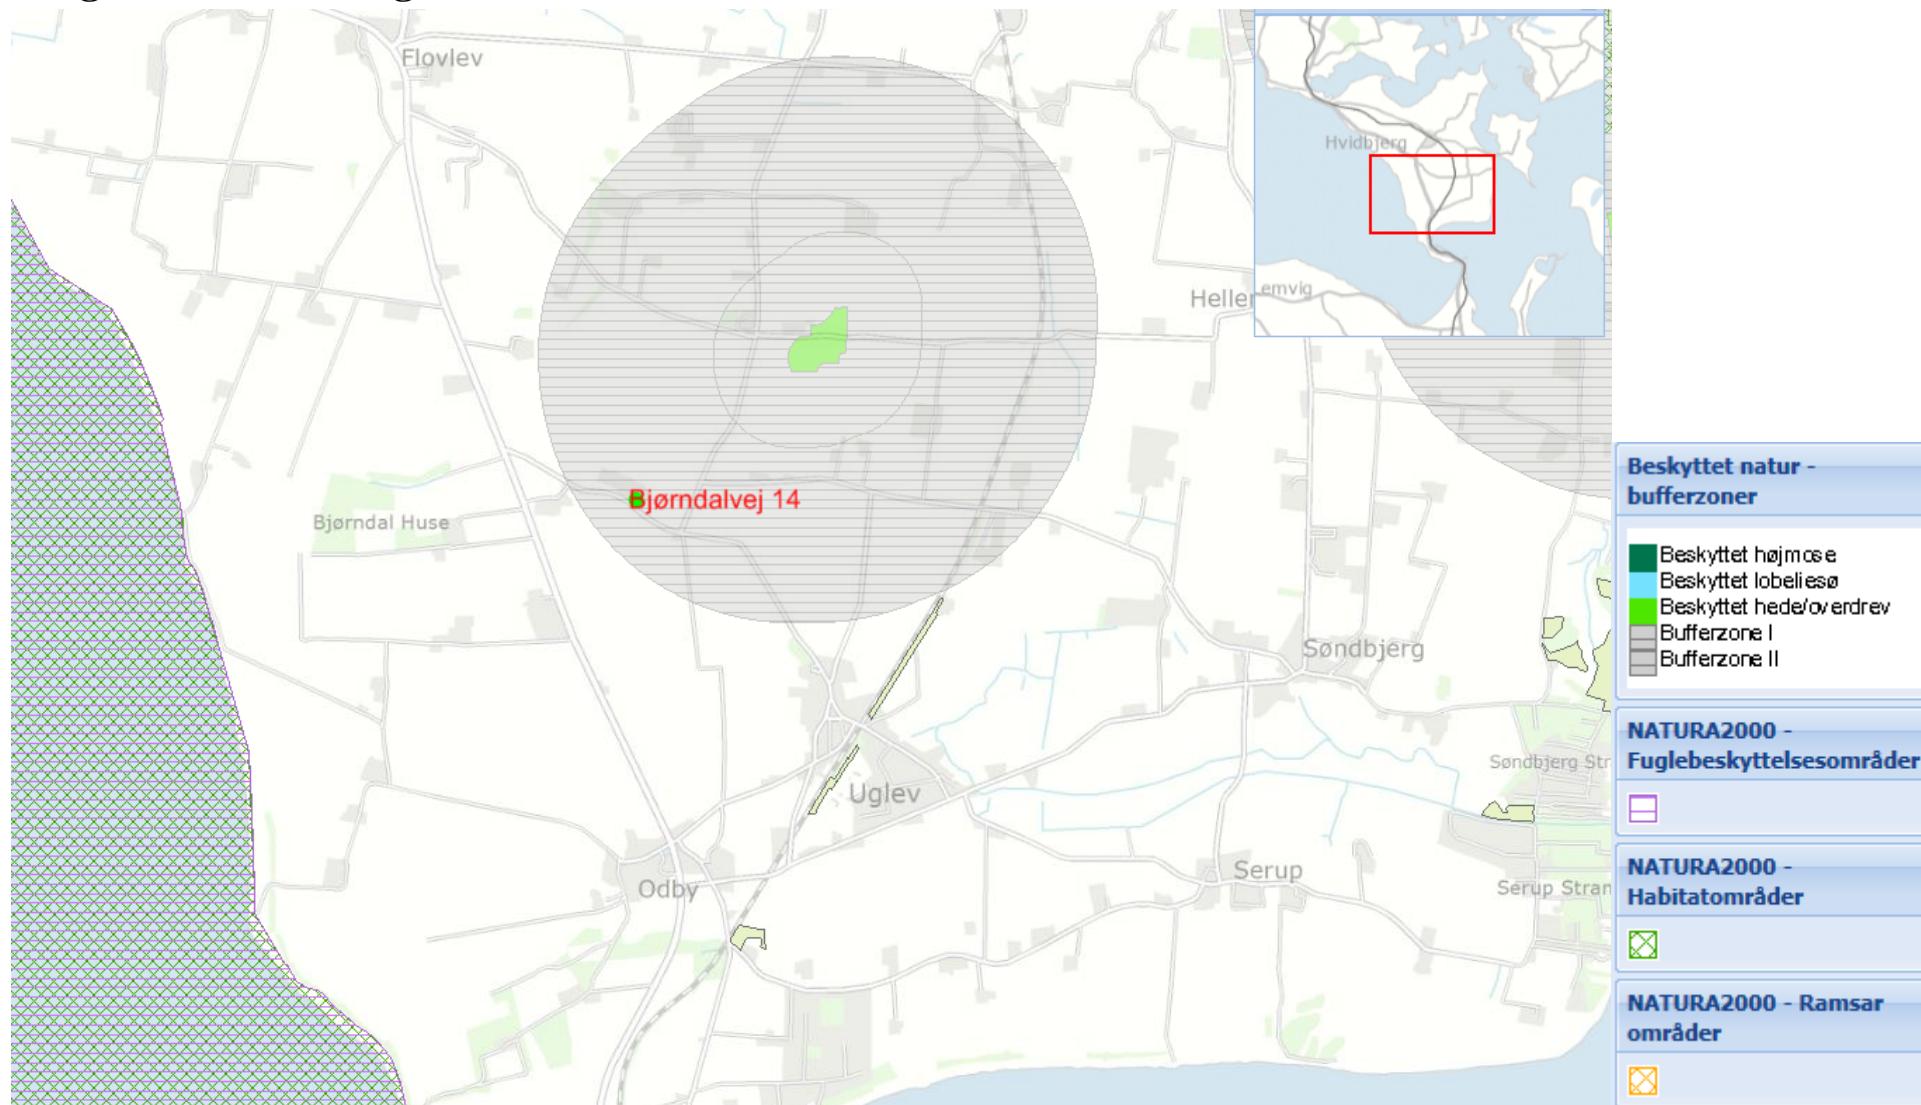 Flovlev
Hvidbjerg
emvig
Heller
Bjørndalvej 14
Bjørndal Huse
Søndbjerg
Søndbjerg Str
Uglev
Odby
Serup
Serup Stran
Beskyttet natur -
bufferzoner
Beskyttet højmose
Beskyttet lobeliesø
Beskyttet hede/overdrev
Bufferzone I
Bufferzone II
NATURA2000 -
Fuglebeskyttelsesområder
NATURA2000 -
Habitatområder
NATURA2000 - Ramsar
områder